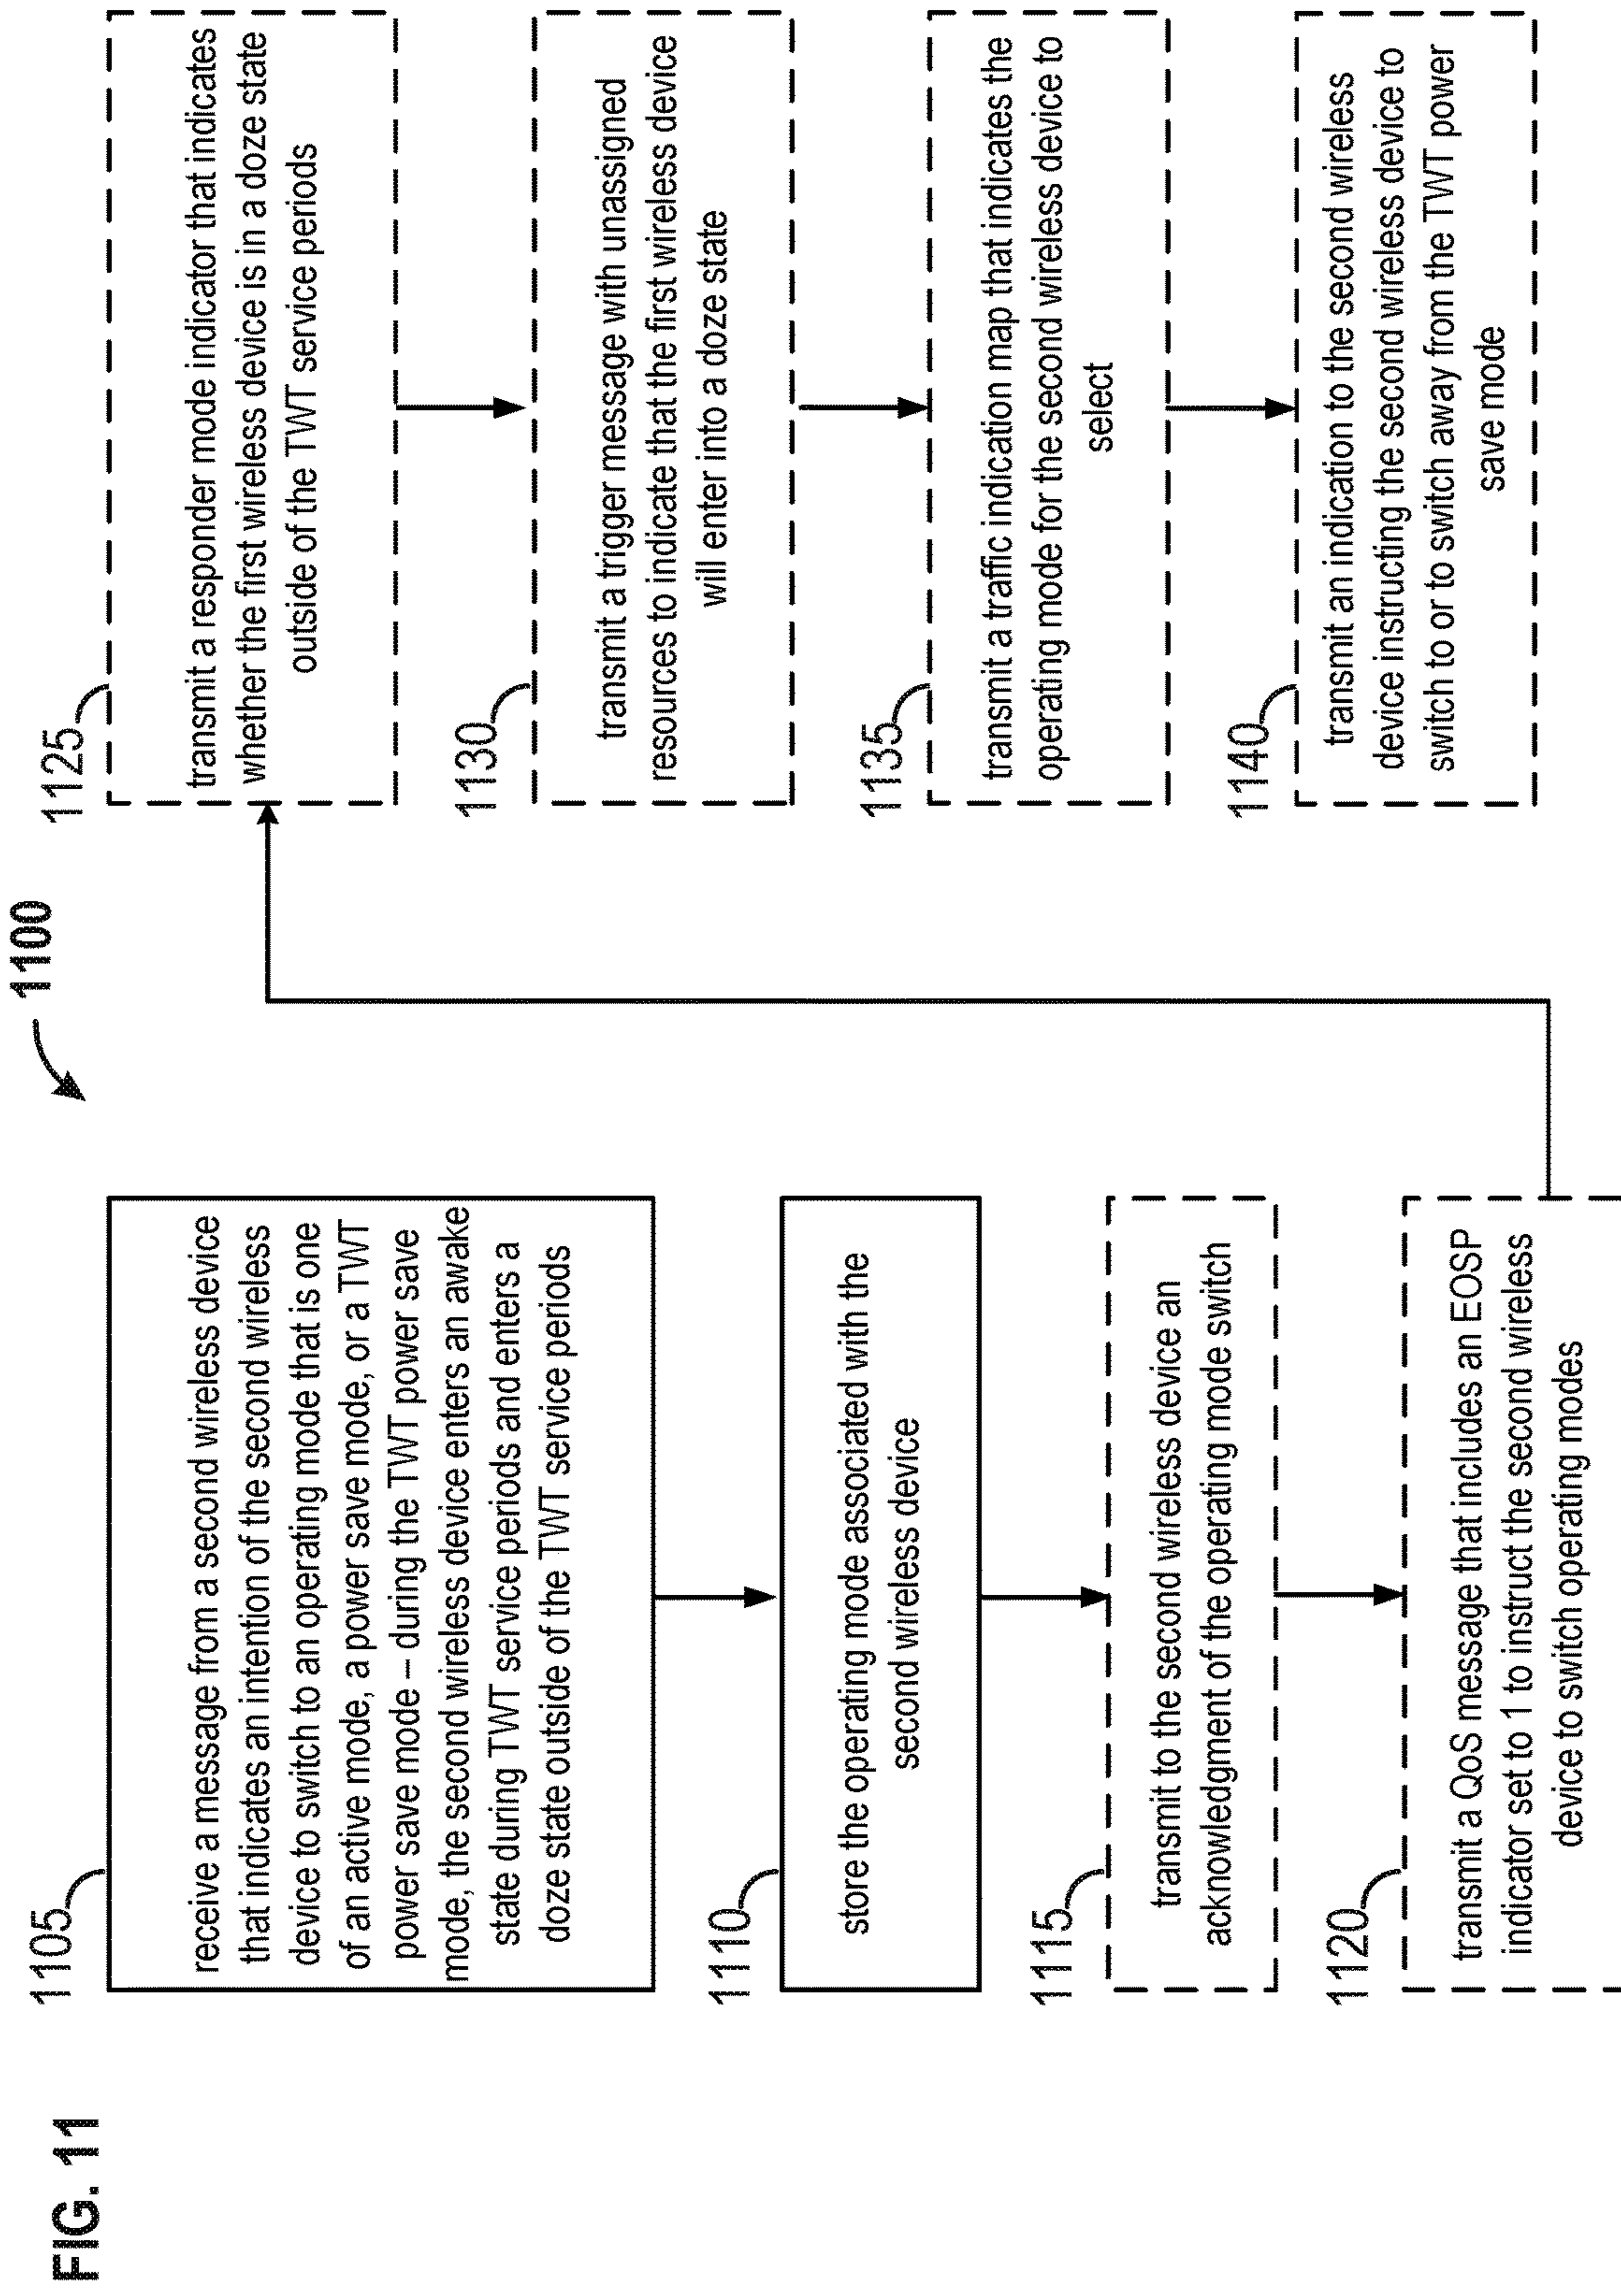 FIG. 11
1100
1105
receive a message from a second wireless device
that indicates an intention of the second wireless
device to switch to an operating mode that is one
of an active mode, a power save mode, or a TWT
power save mode – during the TWT power save
mode, the second wireless device enters an awake
state during TWT service periods and enters a
doze state outside of the TWT service periods
1110
store the operating mode associated with the
second wireless device
1115
transmit to the second wireless device an
acknowledgment of the operating mode switch
1120
transmit a QoS message that includes an EOSP
indicator set to 1 to instruct the second wireless
device to switch operating modes
1125
transmit a responder mode indicator that indicates
whether the first wireless device is in a doze state
outside of the TWT service periods
1130
transmit a trigger message with unassigned
resources to indicate that the first wireless device
will enter into a doze state
1135
transmit a traffic indication map that indicates the
operating mode for the second wireless device to
select
1140
transmit an indication to the second wireless
device instructing the second wireless device to
switch to or to switch away from the TWT power
save mode